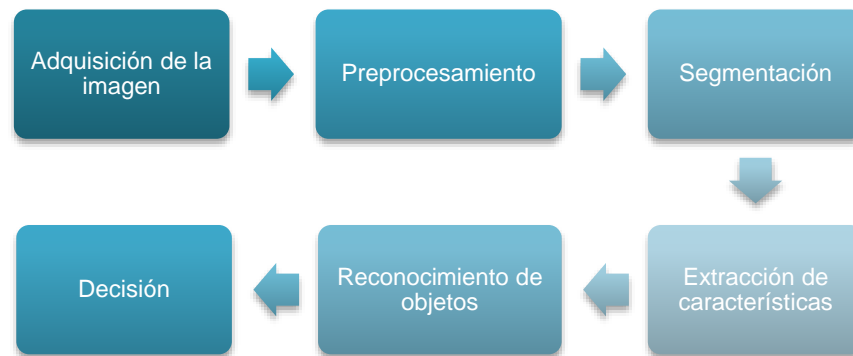 Adquisición de la
imagen
Preprocesamiento
Segmentación
Extracción de
características
Reconocimiento de
objetos
Decisión